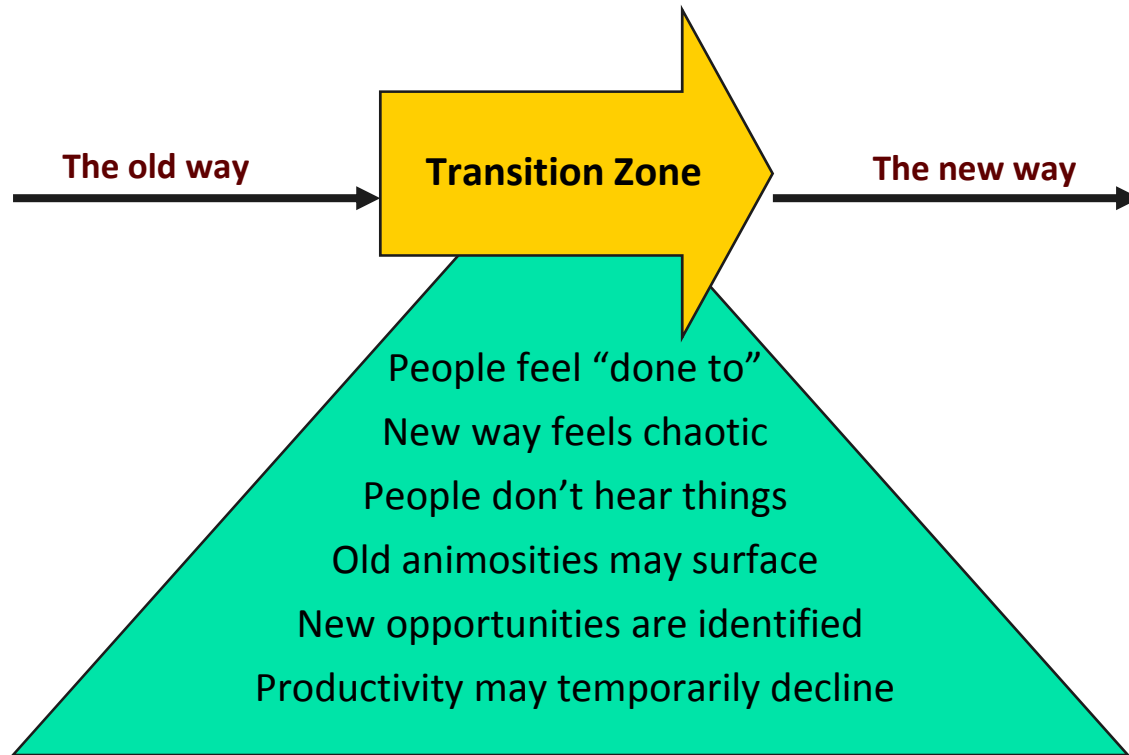 The old way
Transition Zone
The new way
People feel “done to”
New way feels chaotic
People don’t hear things
Old animosities may surface
New opportunities are identified
Productivity may temporarily decline